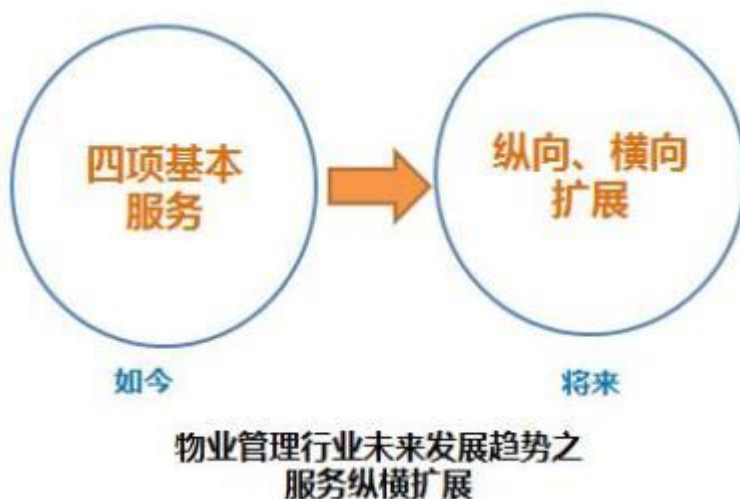 四项基本
服务
纵向、横向
扩展
如今
将来
物业管理行业未来发展趋势之
服务纵横扩展